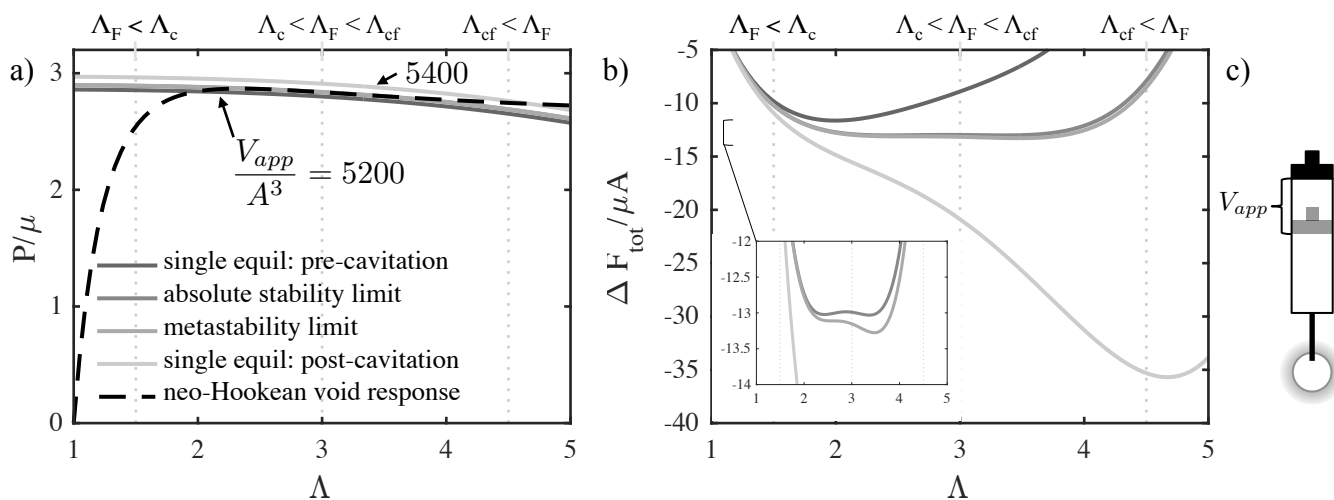 Λ_F < Λ_c
Λ_c < Λ_F < Λ_cf
Λ_cf < Λ_F
a)
P/μ
3
2
1
0
5400
V_app/A^3 = 5200
single equil: pre-cavitation
absolute stability limit
metastability limit
single equil: post-cavitation
neo-Hookean void response
1 2 3 4 5
Λ
Λ_F < Λ_c
Λ_c < Λ_F < Λ_cf
Λ_cf < Λ_F
b)
Δ F_tot/μA
-5
-10
-15
-20
-25
-30
-35
-40
-12
-12.5
-13
-13.5
-14
1 2 3 4 5
1 2 3 4 5
Λ
c)
V_app